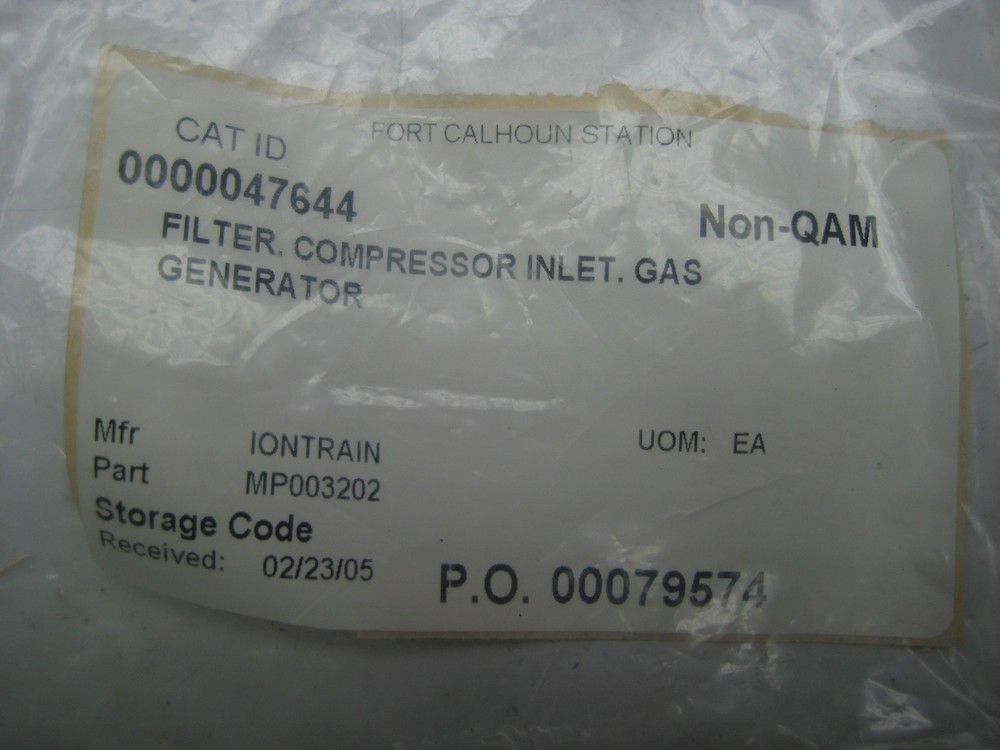 FORT CALHOUN STATION
CAT ID
0000047644
Non-QAM
FILTER. COMPRESSOR INLET. GAS
GENERATOR
Mfr IONTRAIN UOM: EA
Part MP003202
Storage Code
Received: 02/23/05
P.O. 00079574